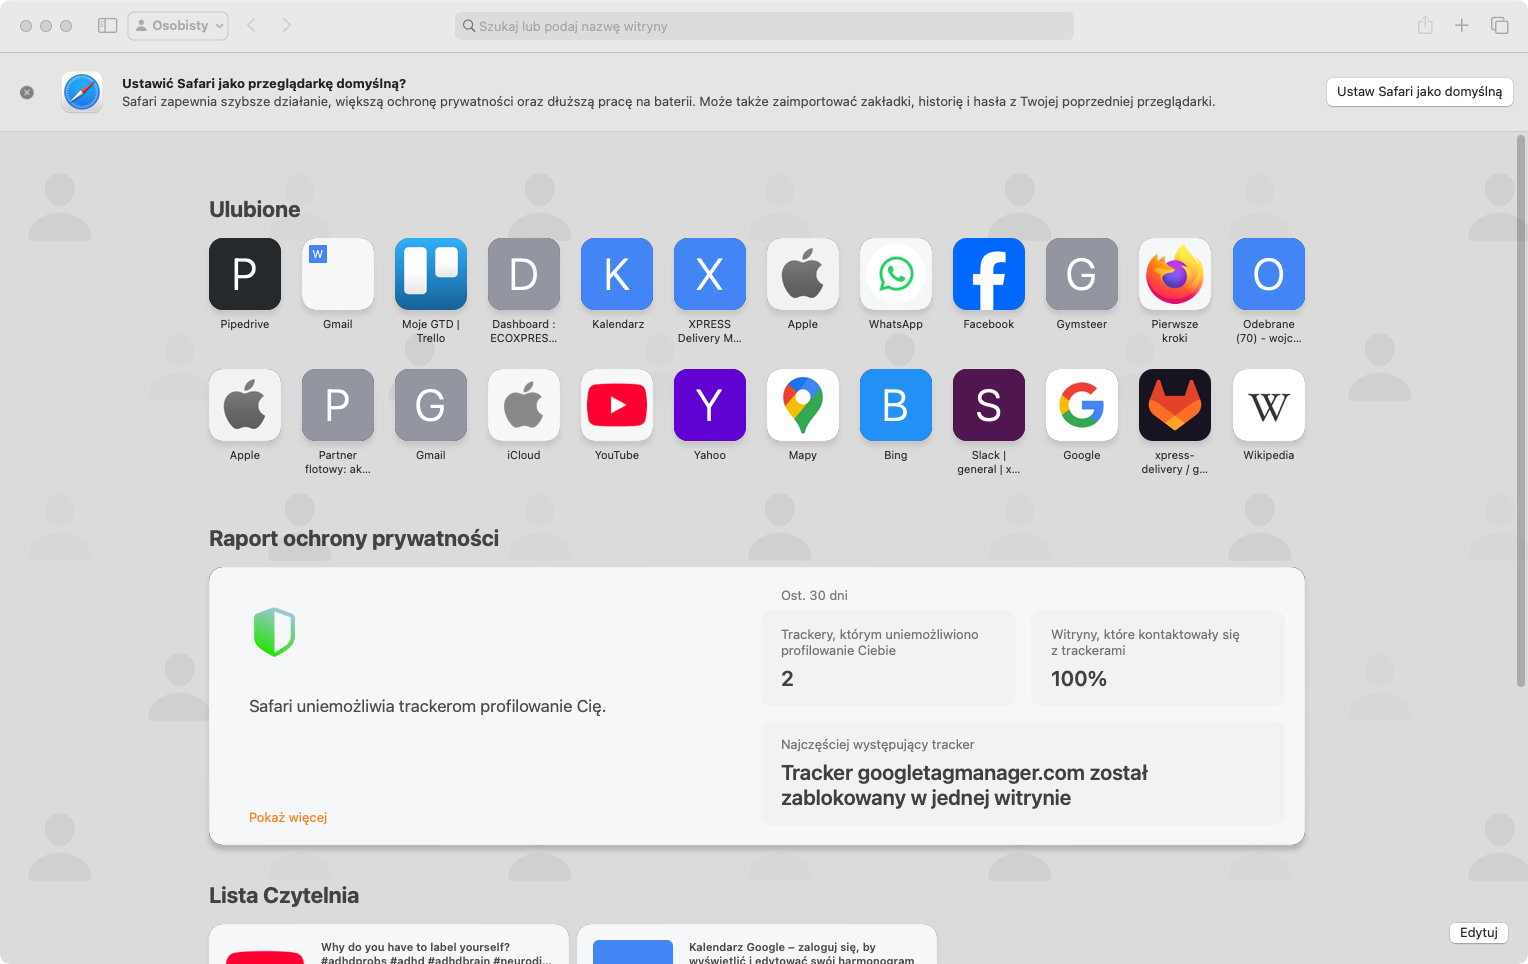 Osobisty
Szukaj lub podaj nazwę witryny
Ustawić Safari jako przeglądarkę domyślną?
Safari zapewnia szybsze działanie, większą ochronę prywatności oraz dłuższą pracę na baterii. Może także zaimportować zakładki, historię i hasła z Twojej poprzedniej przeglądarki.
Ustaw Safari jako domyślną
Ulubione
P
W
D
K
X
G
O
Pipedrive
Gmail
Moje GTD |
Trello
Dashboard :
ECOXPRES...
Kalendarz
XPRESS
Delivery M...
Apple
WhatsApp
Facebook
Gymsteer
Pierwsze
kroki
Odebrane
(70) - wojc...
P
G
Y
B
S
W
Apple
Partner
flotowy: ak...
Gmail
iCloud
YouTube
Yahoo
Mapy
Bing
Slack |
general | x...
Google
xpress-
delivery / g...
Wikipedia
Raport ochrony prywatności
Safari uniemożliwia trackerom profilowanie Cię.
Pokaż więcej
Ost. 30 dni
Trackery, którym uniemożliwiono
profilowanie Ciebie
2
Witryny, które kontaktowały się
z trackerami
100%
Najczęściej występujący tracker
Tracker googletagmanager.com został
zablokowany w jednej witrynie
Lista Czytelnia
Why do you have to label yourself?
#adhdprobs #adhd #adhdbrain #neurodi...
Kalendarz Google – zaloguj się, by
wyświetlić i edytować swój harmonogram
Edytuj